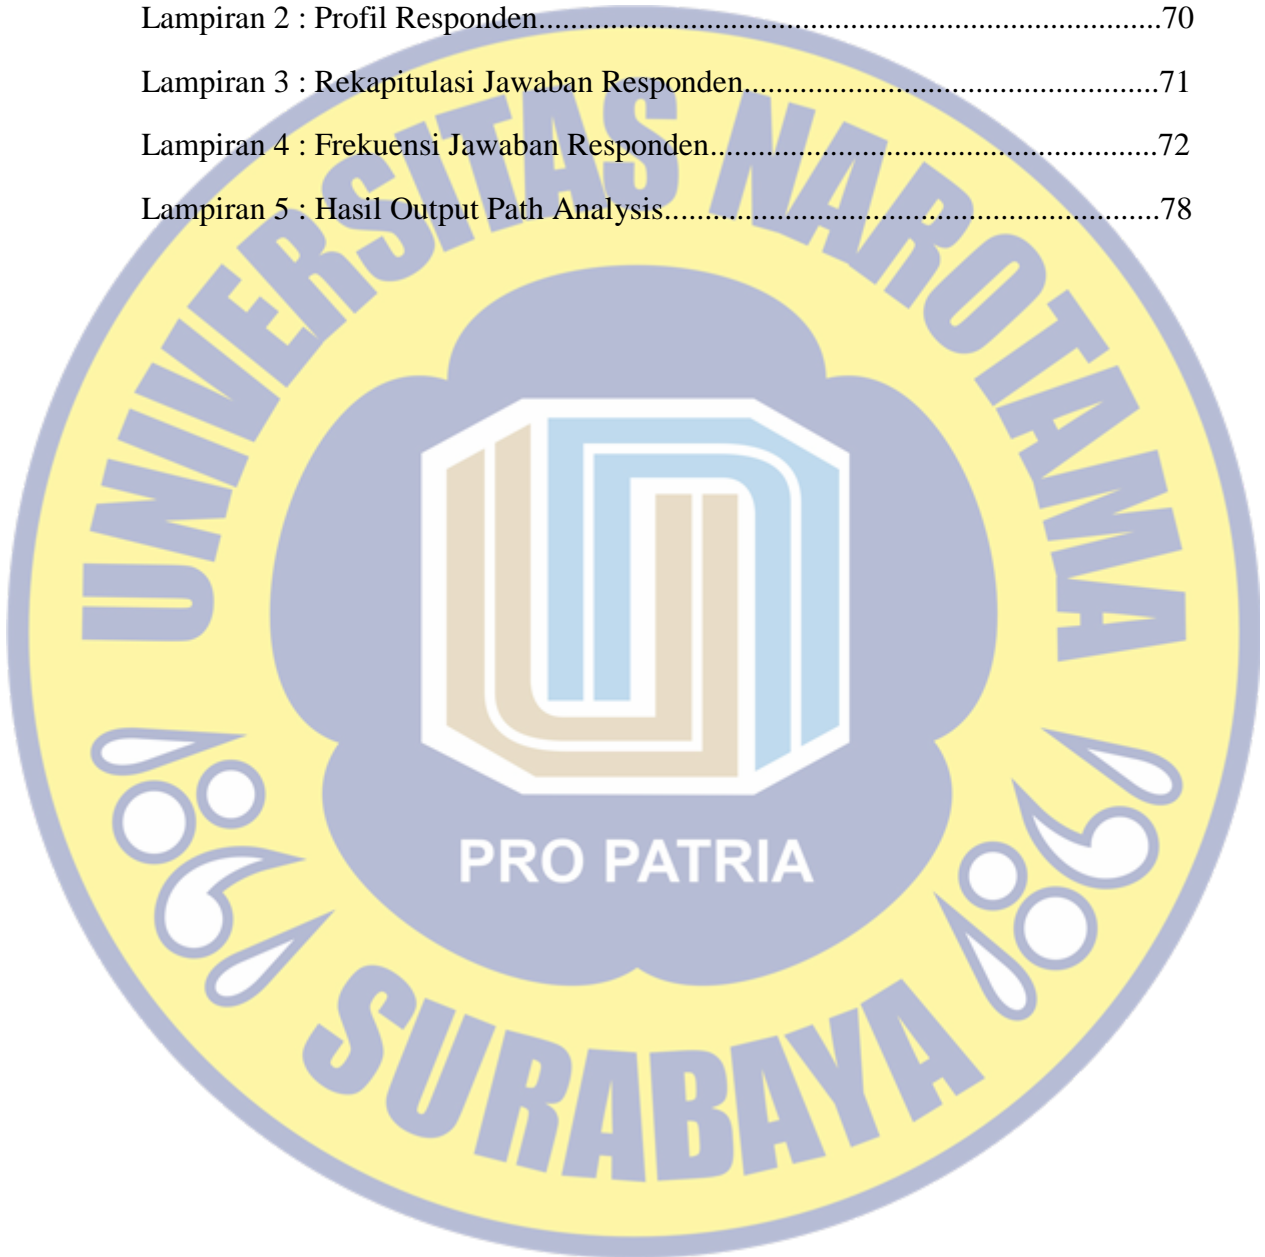 Lampiran 2 : Profil Responden..............................................................................70
Lampiran 3 : Rekapitulasi Jawaban Responden....................................................71
Lampiran 4 : Frekuensi Jawaban Responden........................................................72
Lampiran 5 : Hasil Output Path Analysis..............................................................78
UNIVERSITAS NAROTAMA
PRO PATRIA
SURABAYA